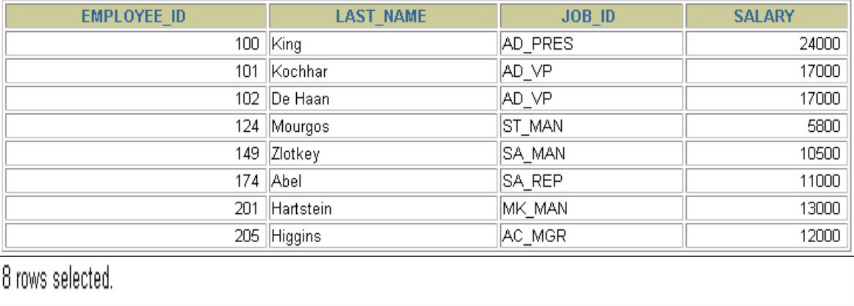 EMPLOYEE_ID LAST_NAME JOB_ID SALARY
100 King AD_PRES 24000
101 Kochhar AD_VP 17000
102 De Haan AD_VP 17000
124 Mourgos ST_MAN 5800
149 Zlotkey SA_MAN 10500
174 Abel SA_REP 11000
201 Hartstein MK_MAN 13000
205 Higgins AC_MGR 12000
8 rows selected.